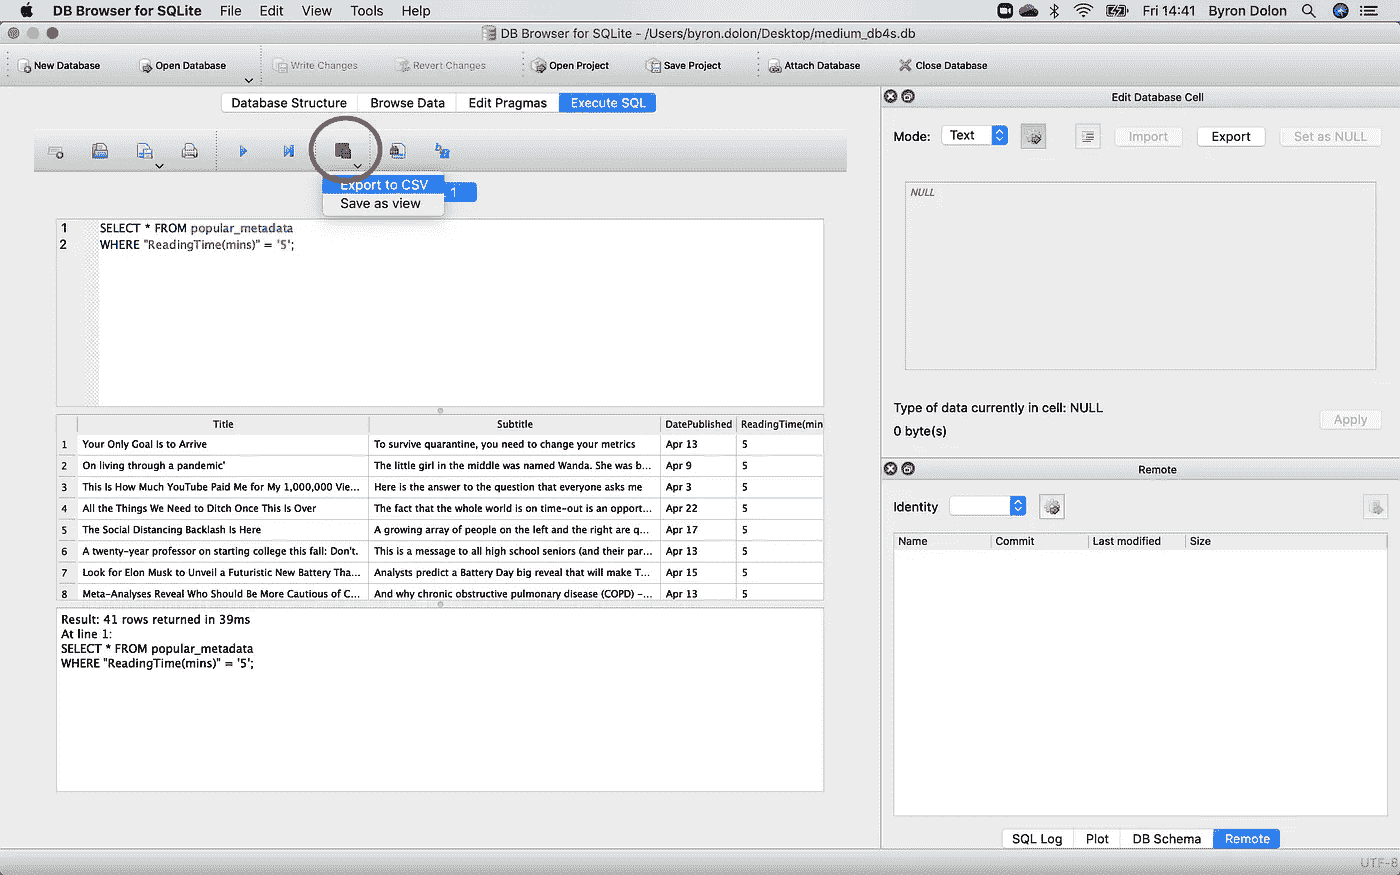 DB Browser for SQLite File Edit View Tools Help Fri 14:41 Byron Dolon
DB Browser for SQLite - /Users/byron.dolon/Desktop/medium_db4s.db
New Database Open Database Write Changes Revert Changes Open Project Save Project Attach Database Close Database
Database Structure Browse Data Edit Pragmas Execute SQL
Export to CSV
Save as view
1
1 SELECT * FROM popular_metadata
2 WHERE "ReadingTime(mins)" = '5';
Title Subtitle DatePublished ReadingTime(min
1 Your Only Goal Is to Arrive To survive quarantine, you need to change your metrics Apr 13 5
2 On living through a pandemic' The little girl in the middle was named Wanda. She was b... Apr 9 5
3 This Is How Much YouTube Paid Me for My 1,000,000 Vie... Here is the answer to the question that everyone asks me Apr 3 5
4 All the Things We Need to Ditch Once This Is Over The fact that the whole world is on time-out is an opport... Apr 22 5
5 The Social Distancing Backlash Is Here A growing array of people on the left and the right are q... Apr 17 5
6 A twenty-year professor on starting college this fall: Don't. This is a message to all high school seniors (and their par... Apr 13 5
7 Look for Elon Musk to Unveil a Futuristic New Battery Tha... Analysts predict a Battery Day big reveal that will make T... Apr 15 5
8 Meta-Analyses Reveal Who Should Be More Cautious of C... And why chronic obstructive pulmonary disease (COPD) -... Apr 13 5
Result: 41 rows returned in 39ms
At line 1:
SELECT * FROM popular_metadata
WHERE "ReadingTime(mins)" = '5';
Edit Database Cell
Mode: Text Import Export Set as NULL
NULL
Type of data currently in cell: NULL
0 byte(s)
Apply
Remote
Identity
Name Commit Last modified Size
SQL Log Plot DB Schema Remote
UTF-8